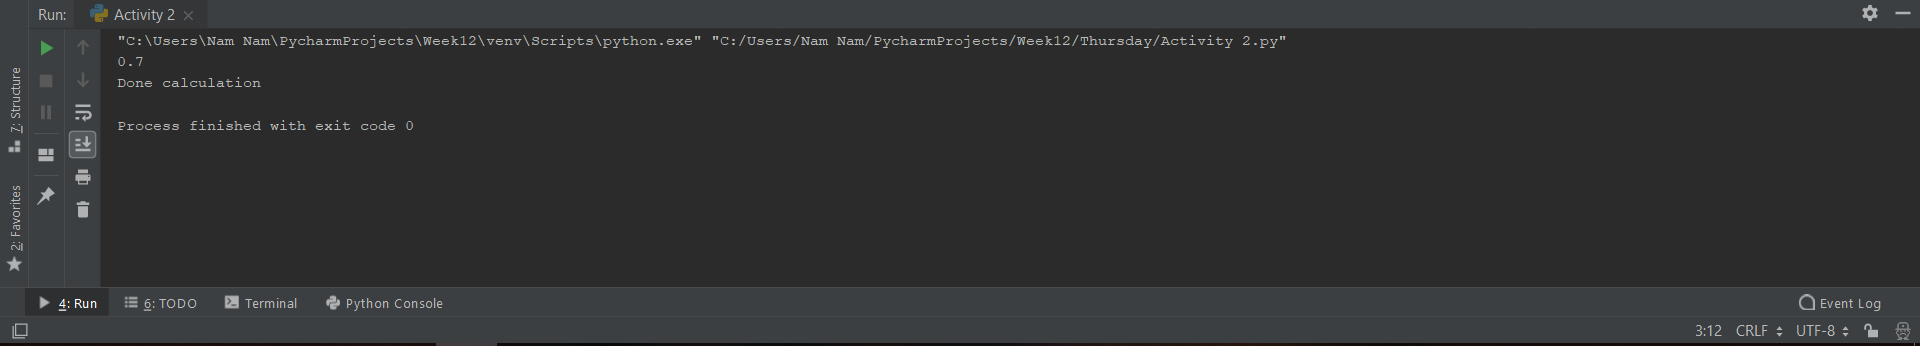 Run:
Activity 2
"C:\Users\Nam Nam\PycharmProjects\Week12\venv\Scripts\python.exe" "C:/Users/Nam Nam/PycharmProjects/Week12/Thursday/Activity 2.py"
0.7
Done calculation
Process finished with exit code 0
7: Structure
2: Favorites
4: Run
6: TODO
Terminal
Python Console
Event Log
3:12
CRLF
UTF-8